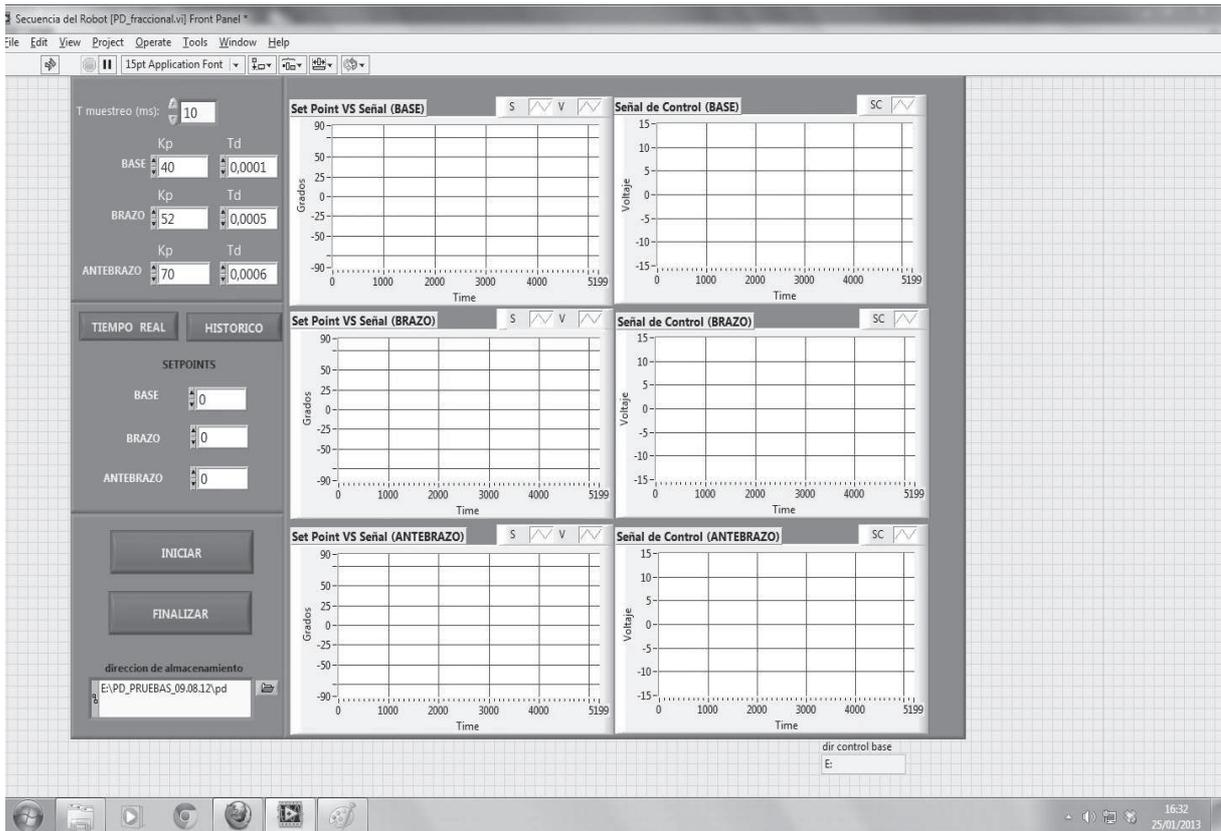 Secuencia del Robot [PD_fraccional.vi] Front Panel *
File Edit View Project Operate Tools Window Help
15pt Application Font
T muestreo (ms): 10
Kp Td
BASE 40 0,0001
Kp Td
BRAZO 52 0,0005
Kp Td
ANTEBRAZO 70 0,0006
TIEMPO REAL HISTORICO
SETPOINTS
BASE 0
BRAZO 0
ANTEBRAZO 0
INICIAR
FINALIZAR
direccion de almacenamiento
E:\PD_PRUEBAS_09.08.12\pd
Set Point VS Señal (BASE) S V
Grados
90
50
25
0
-25
-50
-90
0 1000 2000 3000 4000 5199
Time
Señal de Control (BASE) SC
Voltaje
15
10
5
0
-5
-10
-15
0 1000 2000 3000 4000 5199
Time
Set Point VS Señal (BRAZO) S V
Grados
90
50
25
0
-25
-50
-90
0 1000 2000 3000 4000 5199
Time
Señal de Control (BRAZO) SC
Voltaje
15
10
5
0
-5
-10
-15
0 1000 2000 3000 4000 5199
Time
Set Point VS Señal (ANTEBRAZO) S V
Grados
90
50
25
0
-25
-50
-90
0 1000 2000 3000 4000 5199
Time
Señal de Control (ANTEBRAZO) SC
Voltaje
15
10
5
0
-5
-10
-15
0 1000 2000 3000 4000 5199
Time
dir control base
E:
16:32
25/01/2013